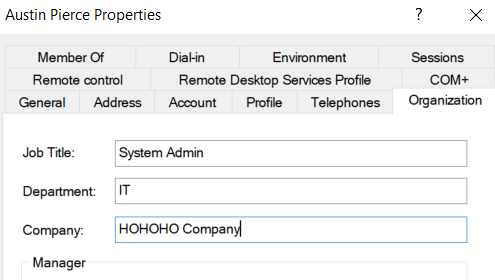 Austin Pierce Properties
?
Member Of
Dial-in
Environment
Sessions
Remote control
Remote Desktop Services Profile
COM+
General
Address
Account
Profile
Telephones
Organization
Job Title: System Admin
Department: IT
Company: HOHOHO Company
Manager